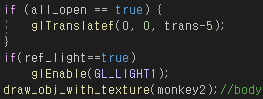 if (all_open == true) {
glTranslatef(0, 0, trans-5);
}
if(ref_light==true)
glEnable(GL_LIGHT1);
draw_obj_with_texture(monkey2);//body